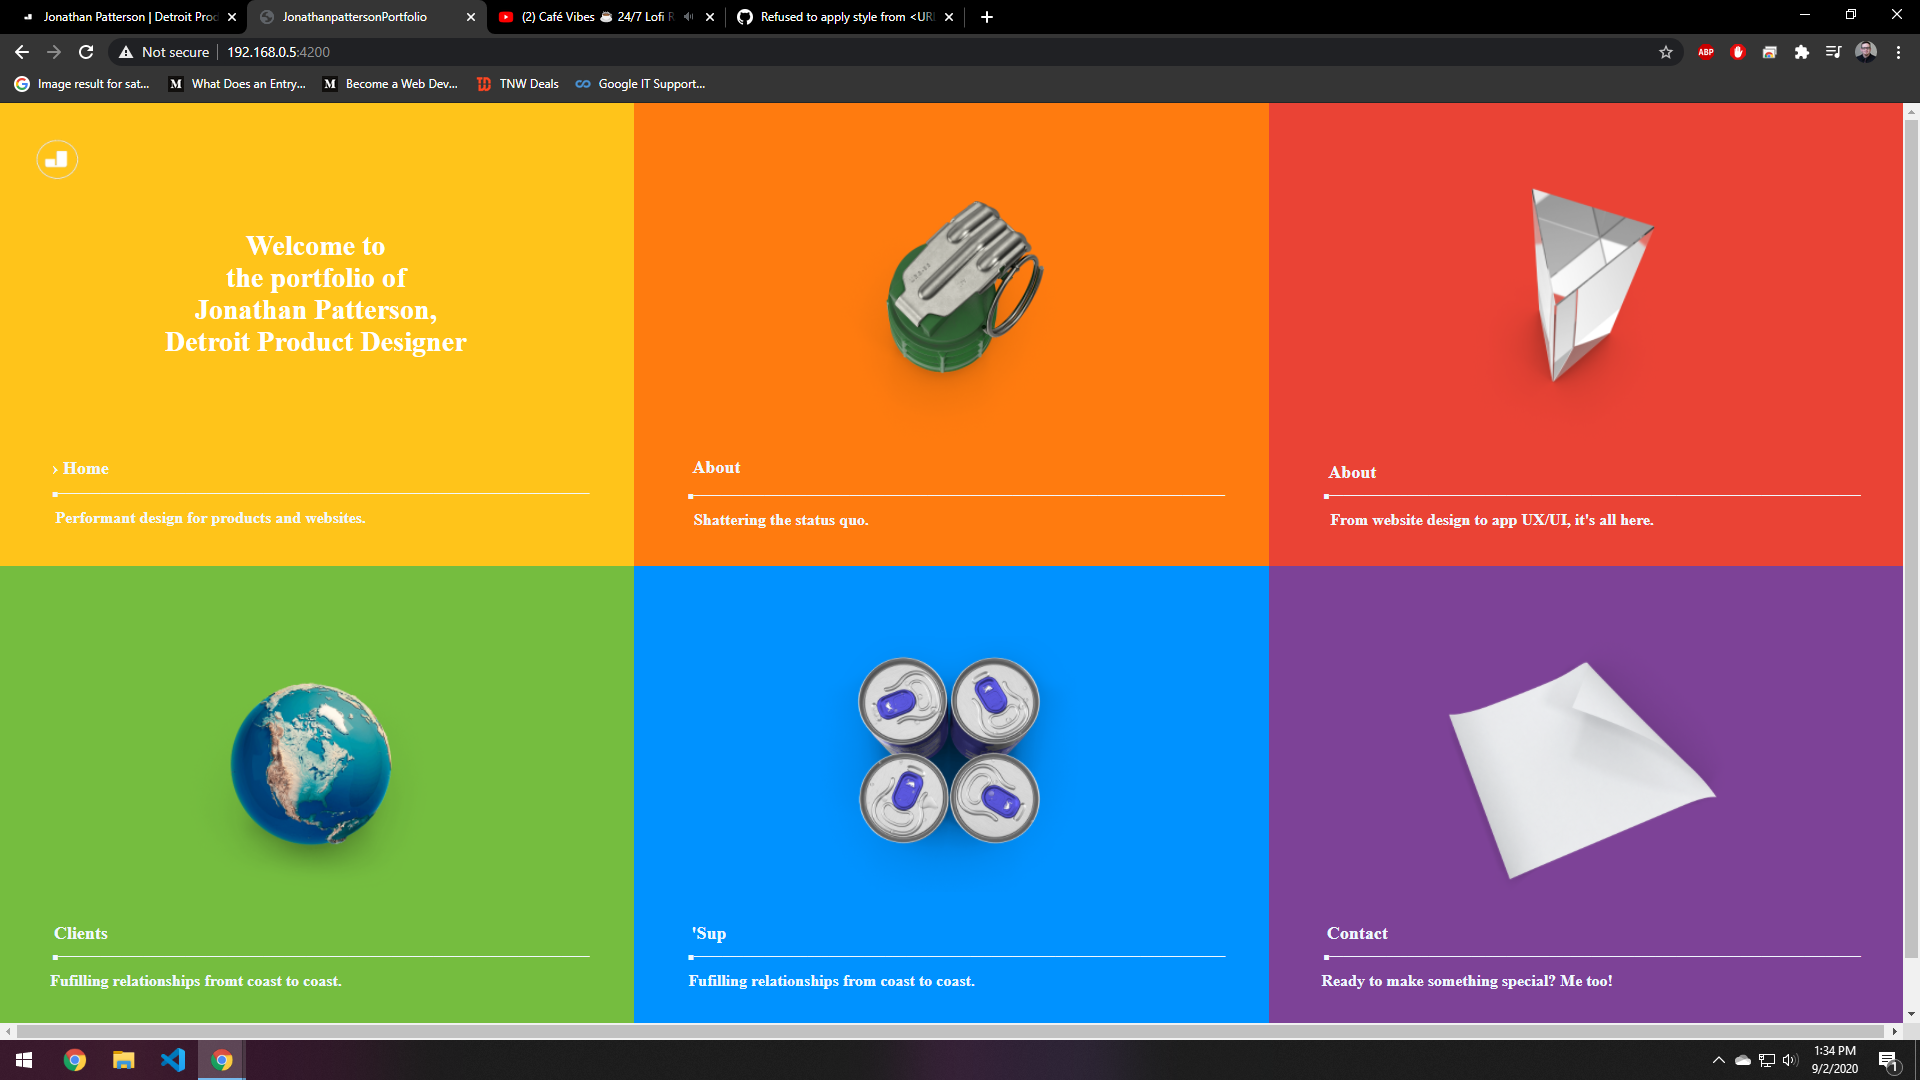 Jonathan Patterson | Detroit Prod
JonathanpattersonPortfolio
(2) Café Vibes ☕ 24/7 Lofi R
Refused to apply style from <URL
Not secure
192.168.0.5:4200
ABP
Image result for sat...
What Does an Entry...
Become a Web Dev...
TNW Deals
Google IT Support...
Welcome to
the portfolio of
Jonathan Patterson,
Detroit Product Designer
› Home
Performant design for products and websites.
About
Shattering the status quo.
About
From website design to app UX/UI, it's all here.
Clients
Fufilling relationships fromt coast to coast.
'Sup
Fufilling relationships from coast to coast.
Contact
Ready to make something special? Me too!
1:34 PM
9/2/2020
1